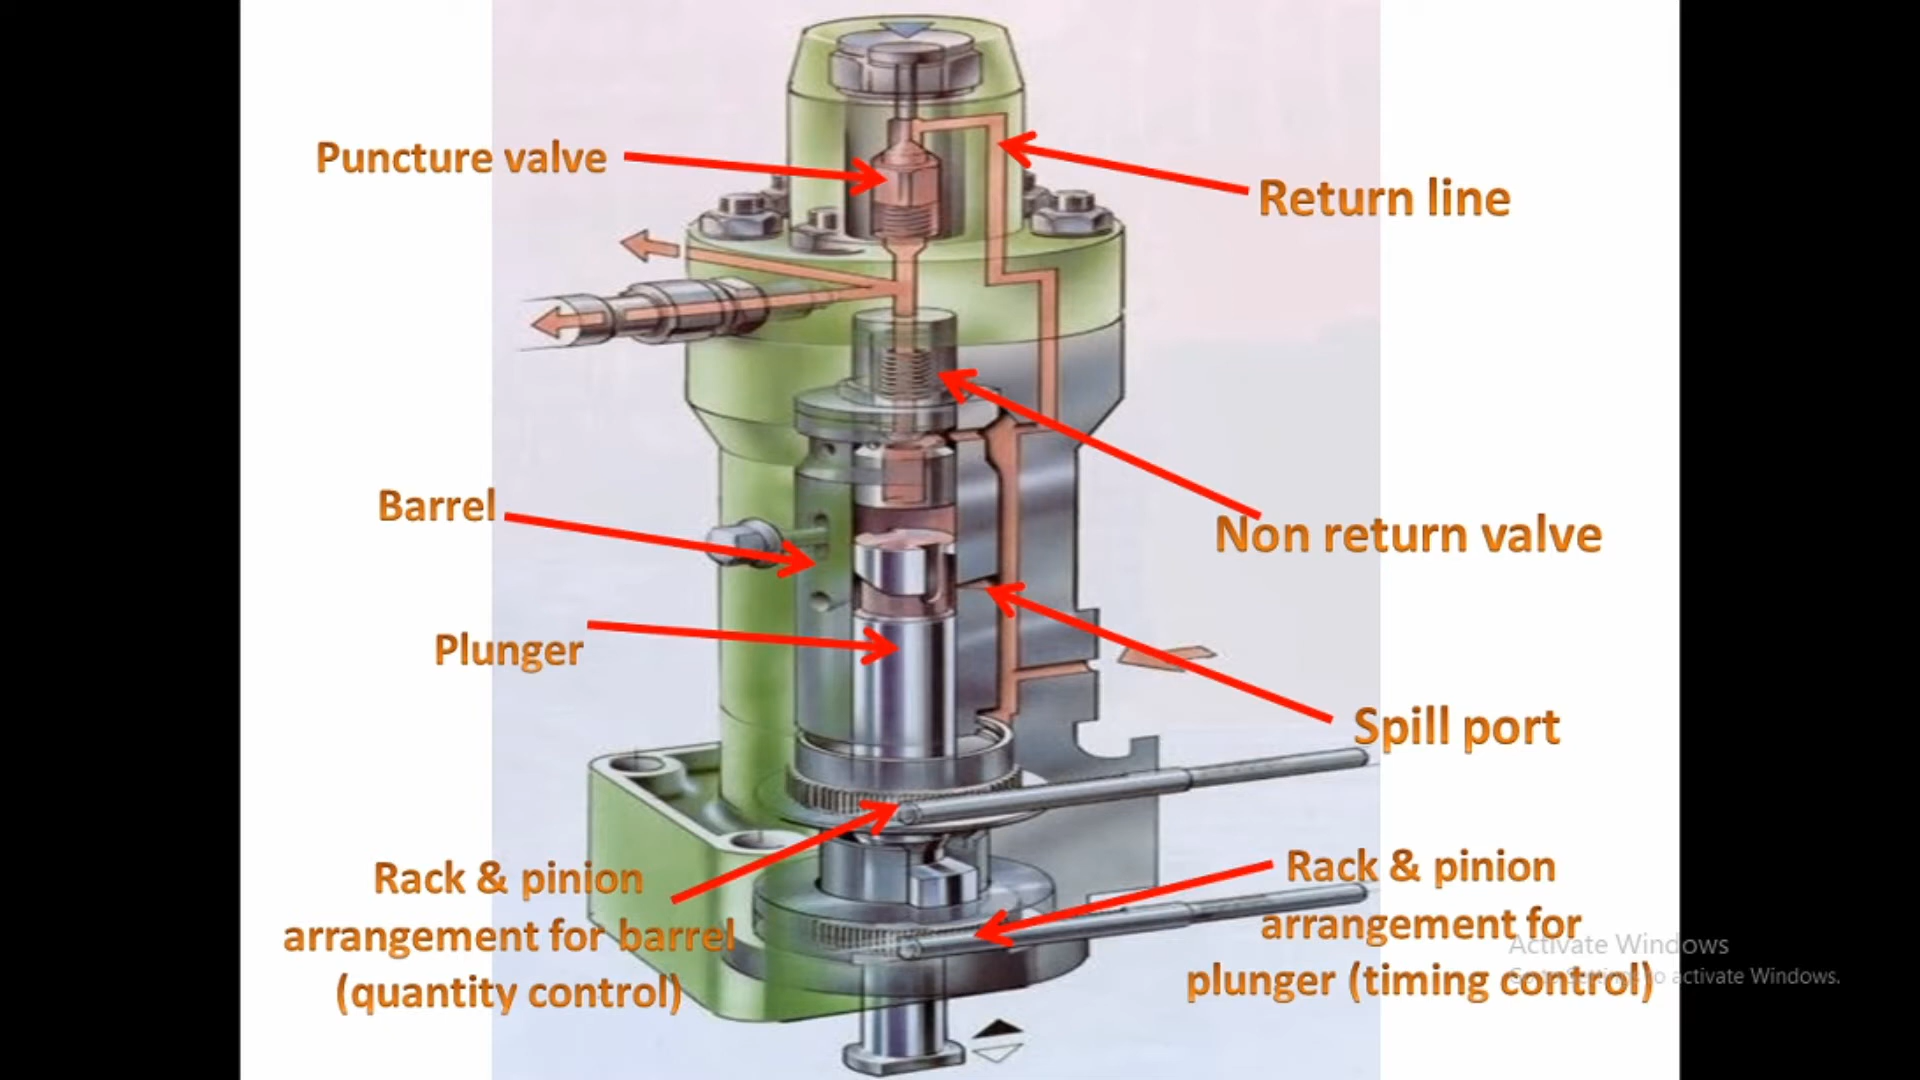 Puncture valve
Return line
Barrel
Non return valve
Plunger
Spill port
Rack & pinion
arrangement for barrel
(quantity control)
Rack & pinion
arrangement for
plunger (timing control)
Activate Windows
to activate Windows.